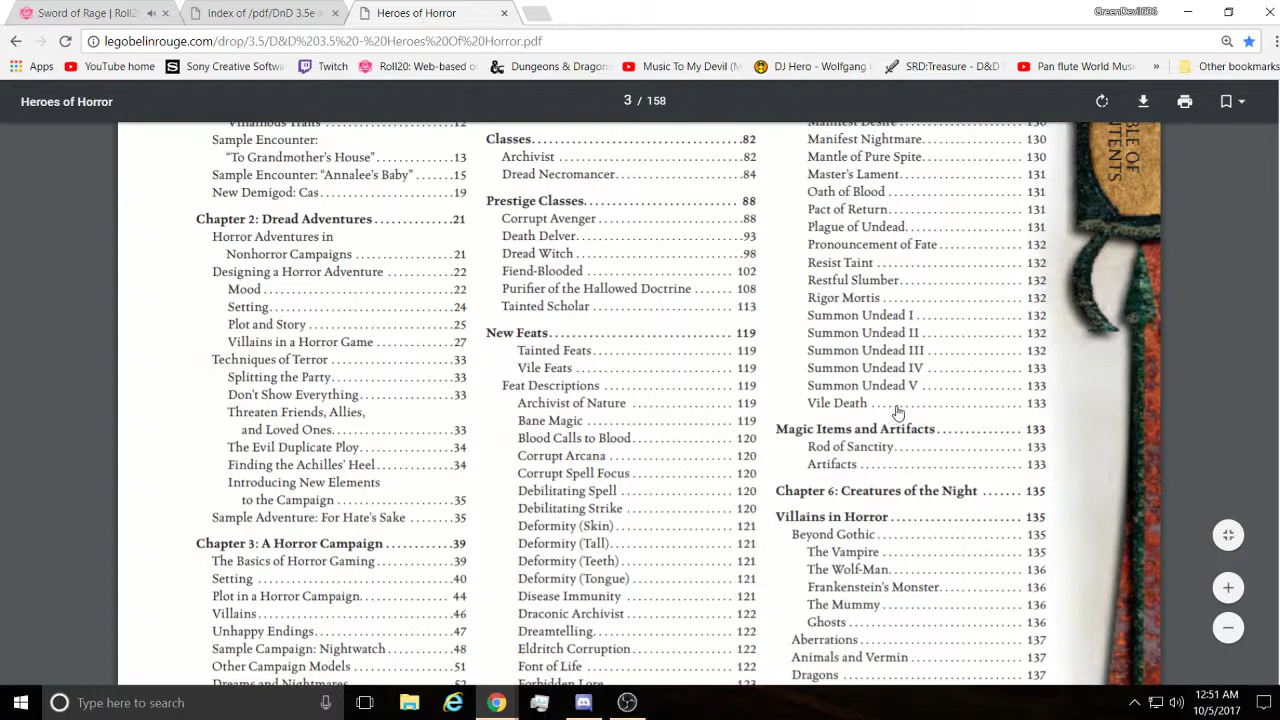 Sword of Rage | Roll20
Index of /pdf/DnD 3.5e a
Heroes of Horror
GreenDevil606
legobelinrouge.com/drop/3.5/D&D%203.5%20-%20Heroes%20Of%20Horror.pdf
Apps
YouTube home
Sony Creative Softwa
Twitch
Roll20: Web-based o
Dungeons & Dragon
Music To My Devil (M
DJ Hero - Wolfgang
SRD:Treasure - D&D
Pan flute World Mus
»
Other bookmarks
Heroes of Horror
3 / 158
Villainous Traits 12
Sample Encounter:
"To Grandmother's House" 13
Sample Encounter: "Annalee's Baby" 15
New Demigod: Cas 19
Chapter 2: Dread Adventures 21
Horror Adventures in
Nonhorror Campaigns 21
Designing a Horror Adventure 22
Mood 22
Setting 24
Plot and Story 25
Villains in a Horror Game 27
Techniques of Terror 33
Splitting the Party 33
Don't Show Everything 33
Threaten Friends, Allies,
and Loved Ones 33
The Evil Duplicate Ploy 34
Finding the Achilles' Heel 34
Introducing New Elements
to the Campaign 35
Sample Adventure: For Hate's Sake 35
Chapter 3: A Horror Campaign 39
The Basics of Horror Gaming 39
Setting 40
Plot in a Horror Campaign 44
Villains 46
Unhappy Endings 47
Sample Campaign: Nightwatch 48
Other Campaign Models 51
Dreams and Nightmares 52
Classes 82
Archivist 82
Dread Necromancer 84
Prestige Classes 88
Corrupt Avenger 88
Death Delver 93
Dread Witch 98
Fiend-Blooded 102
Purifier of the Hallowed Doctrine 108
Tainted Scholar 113
New Feats 119
Tainted Feats 119
Vile Feats 119
Feat Descriptions 119
Archivist of Nature 119
Bane Magic 119
Blood Calls to Blood 120
Corrupt Arcana 120
Corrupt Spell Focus 120
Debilitating Spell 120
Debilitating Strike 120
Deformity (Skin) 121
Deformity (Tall) 121
Deformity (Teeth) 121
Deformity (Tongue) 121
Disease Immunity 121
Draconic Archivist 122
Dreamtelling 122
Eldritch Corruption 122
Font of Life 122
Forbidden Lore 123
Manifest Desire 130
Manifest Nightmare 130
Mantle of Pure Spite 130
Master's Lament 131
Oath of Blood 131
Pact of Return 131
Plague of Undead 131
Pronouncement of Fate 132
Resist Taint 132
Restful Slumber 132
Rigor Mortis 132
Summon Undead I 132
Summon Undead II 132
Summon Undead III 132
Summon Undead IV 133
Summon Undead V 133
Vile Death 133
Magic Items and Artifacts 133
Rod of Sanctity 133
Artifacts 133
Chapter 6: Creatures of the Night 135
Villains in Horror 135
Beyond Gothic 135
The Vampire 135
The Wolf-Man 136
Frankenstein's Monster 136
The Mummy 136
Ghosts 136
Aberrations 137
Animals and Vermin 137
Dragons 137
BLE OF
NTENTS
Type here to search
12:51 AM
10/5/2017